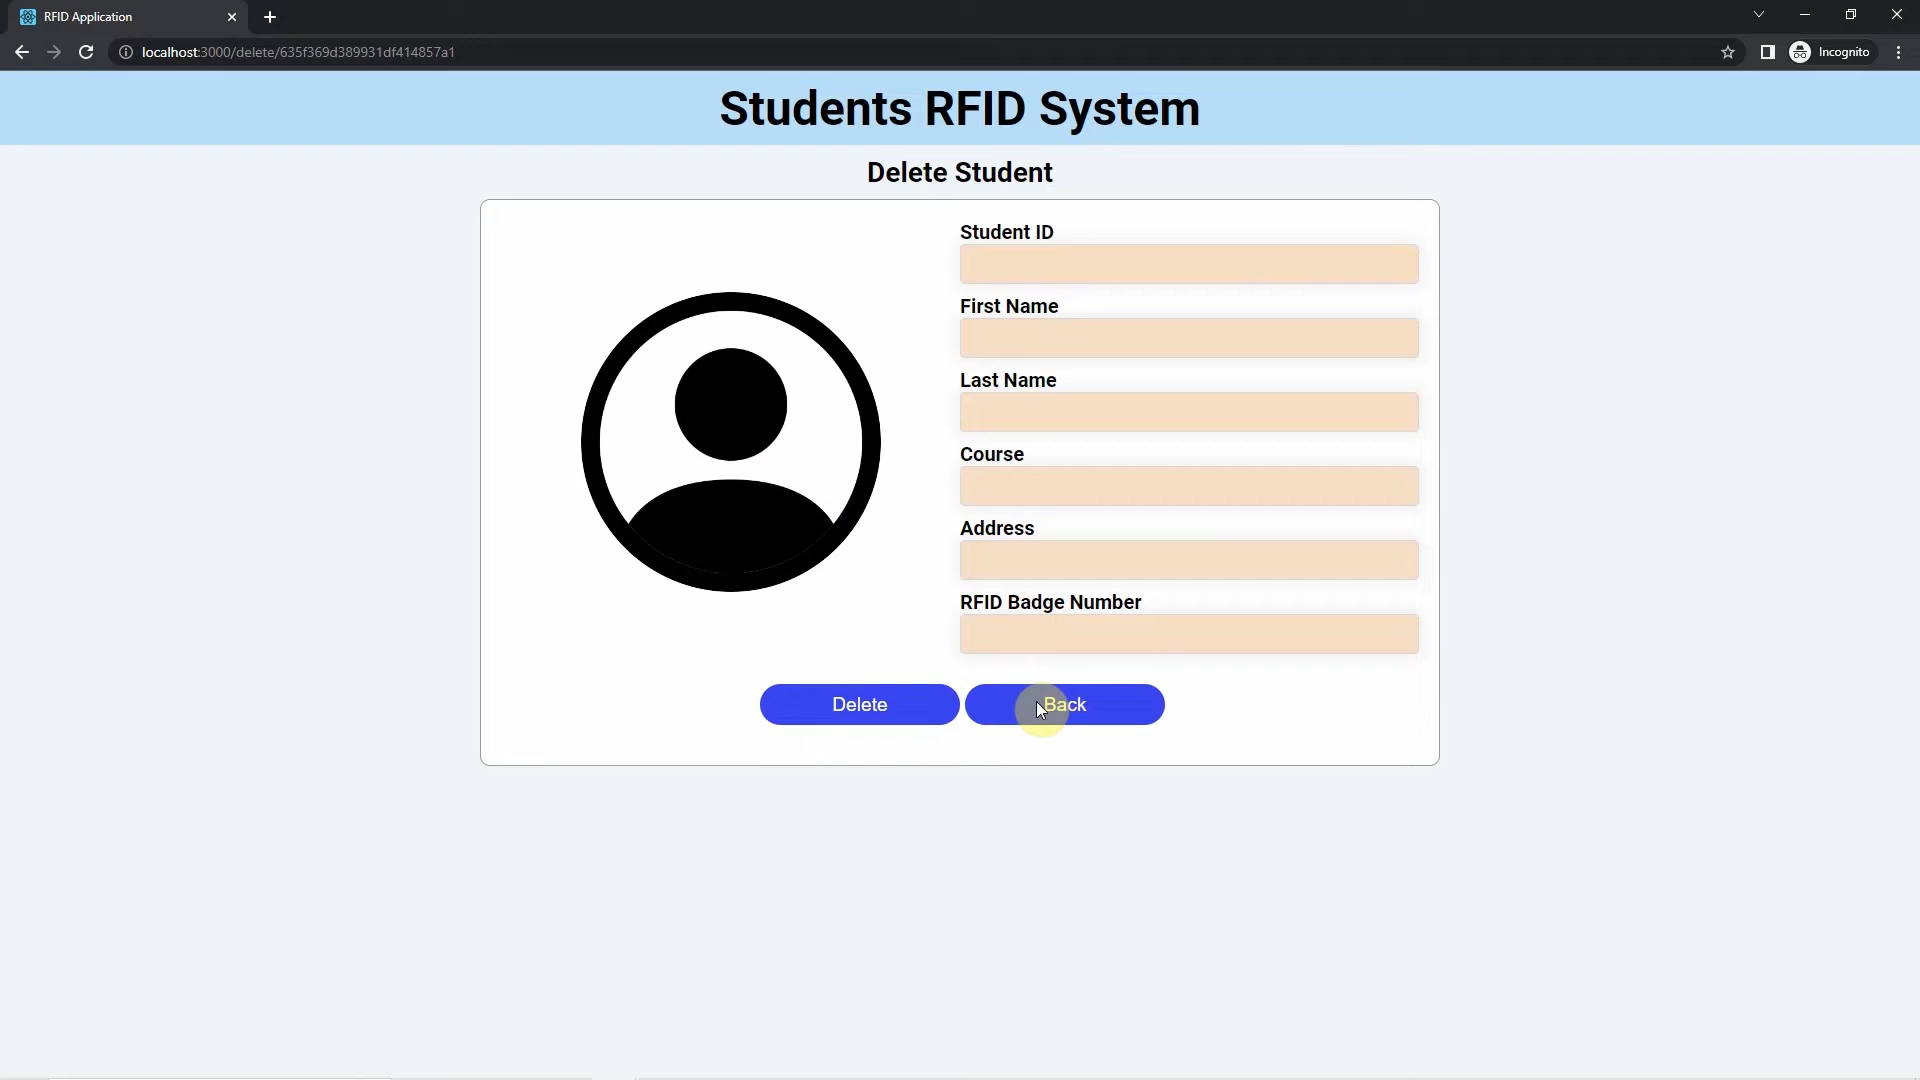 RFID Application
localhost:3000/delete/635f369d389931df414857a1
Incognito
Students RFID System
Delete Student
Student ID
First Name
Last Name
Course
Address
RFID Badge Number
Delete
Back